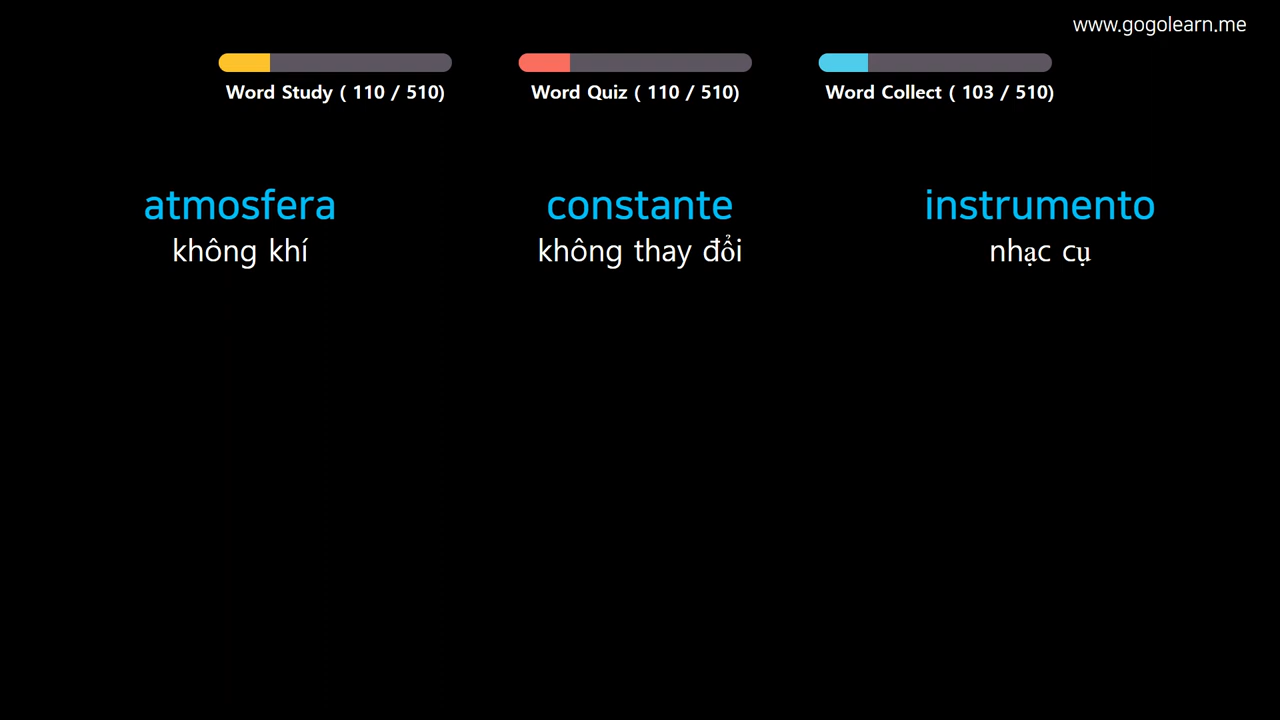 www.gogolearn.me
Word Study ( 110 / 510)
Word Quiz ( 110 / 510)
Word Collect ( 103 / 510)
atmosfera
không khí
constante
không thay đổi
instrumento
nhạc cụ